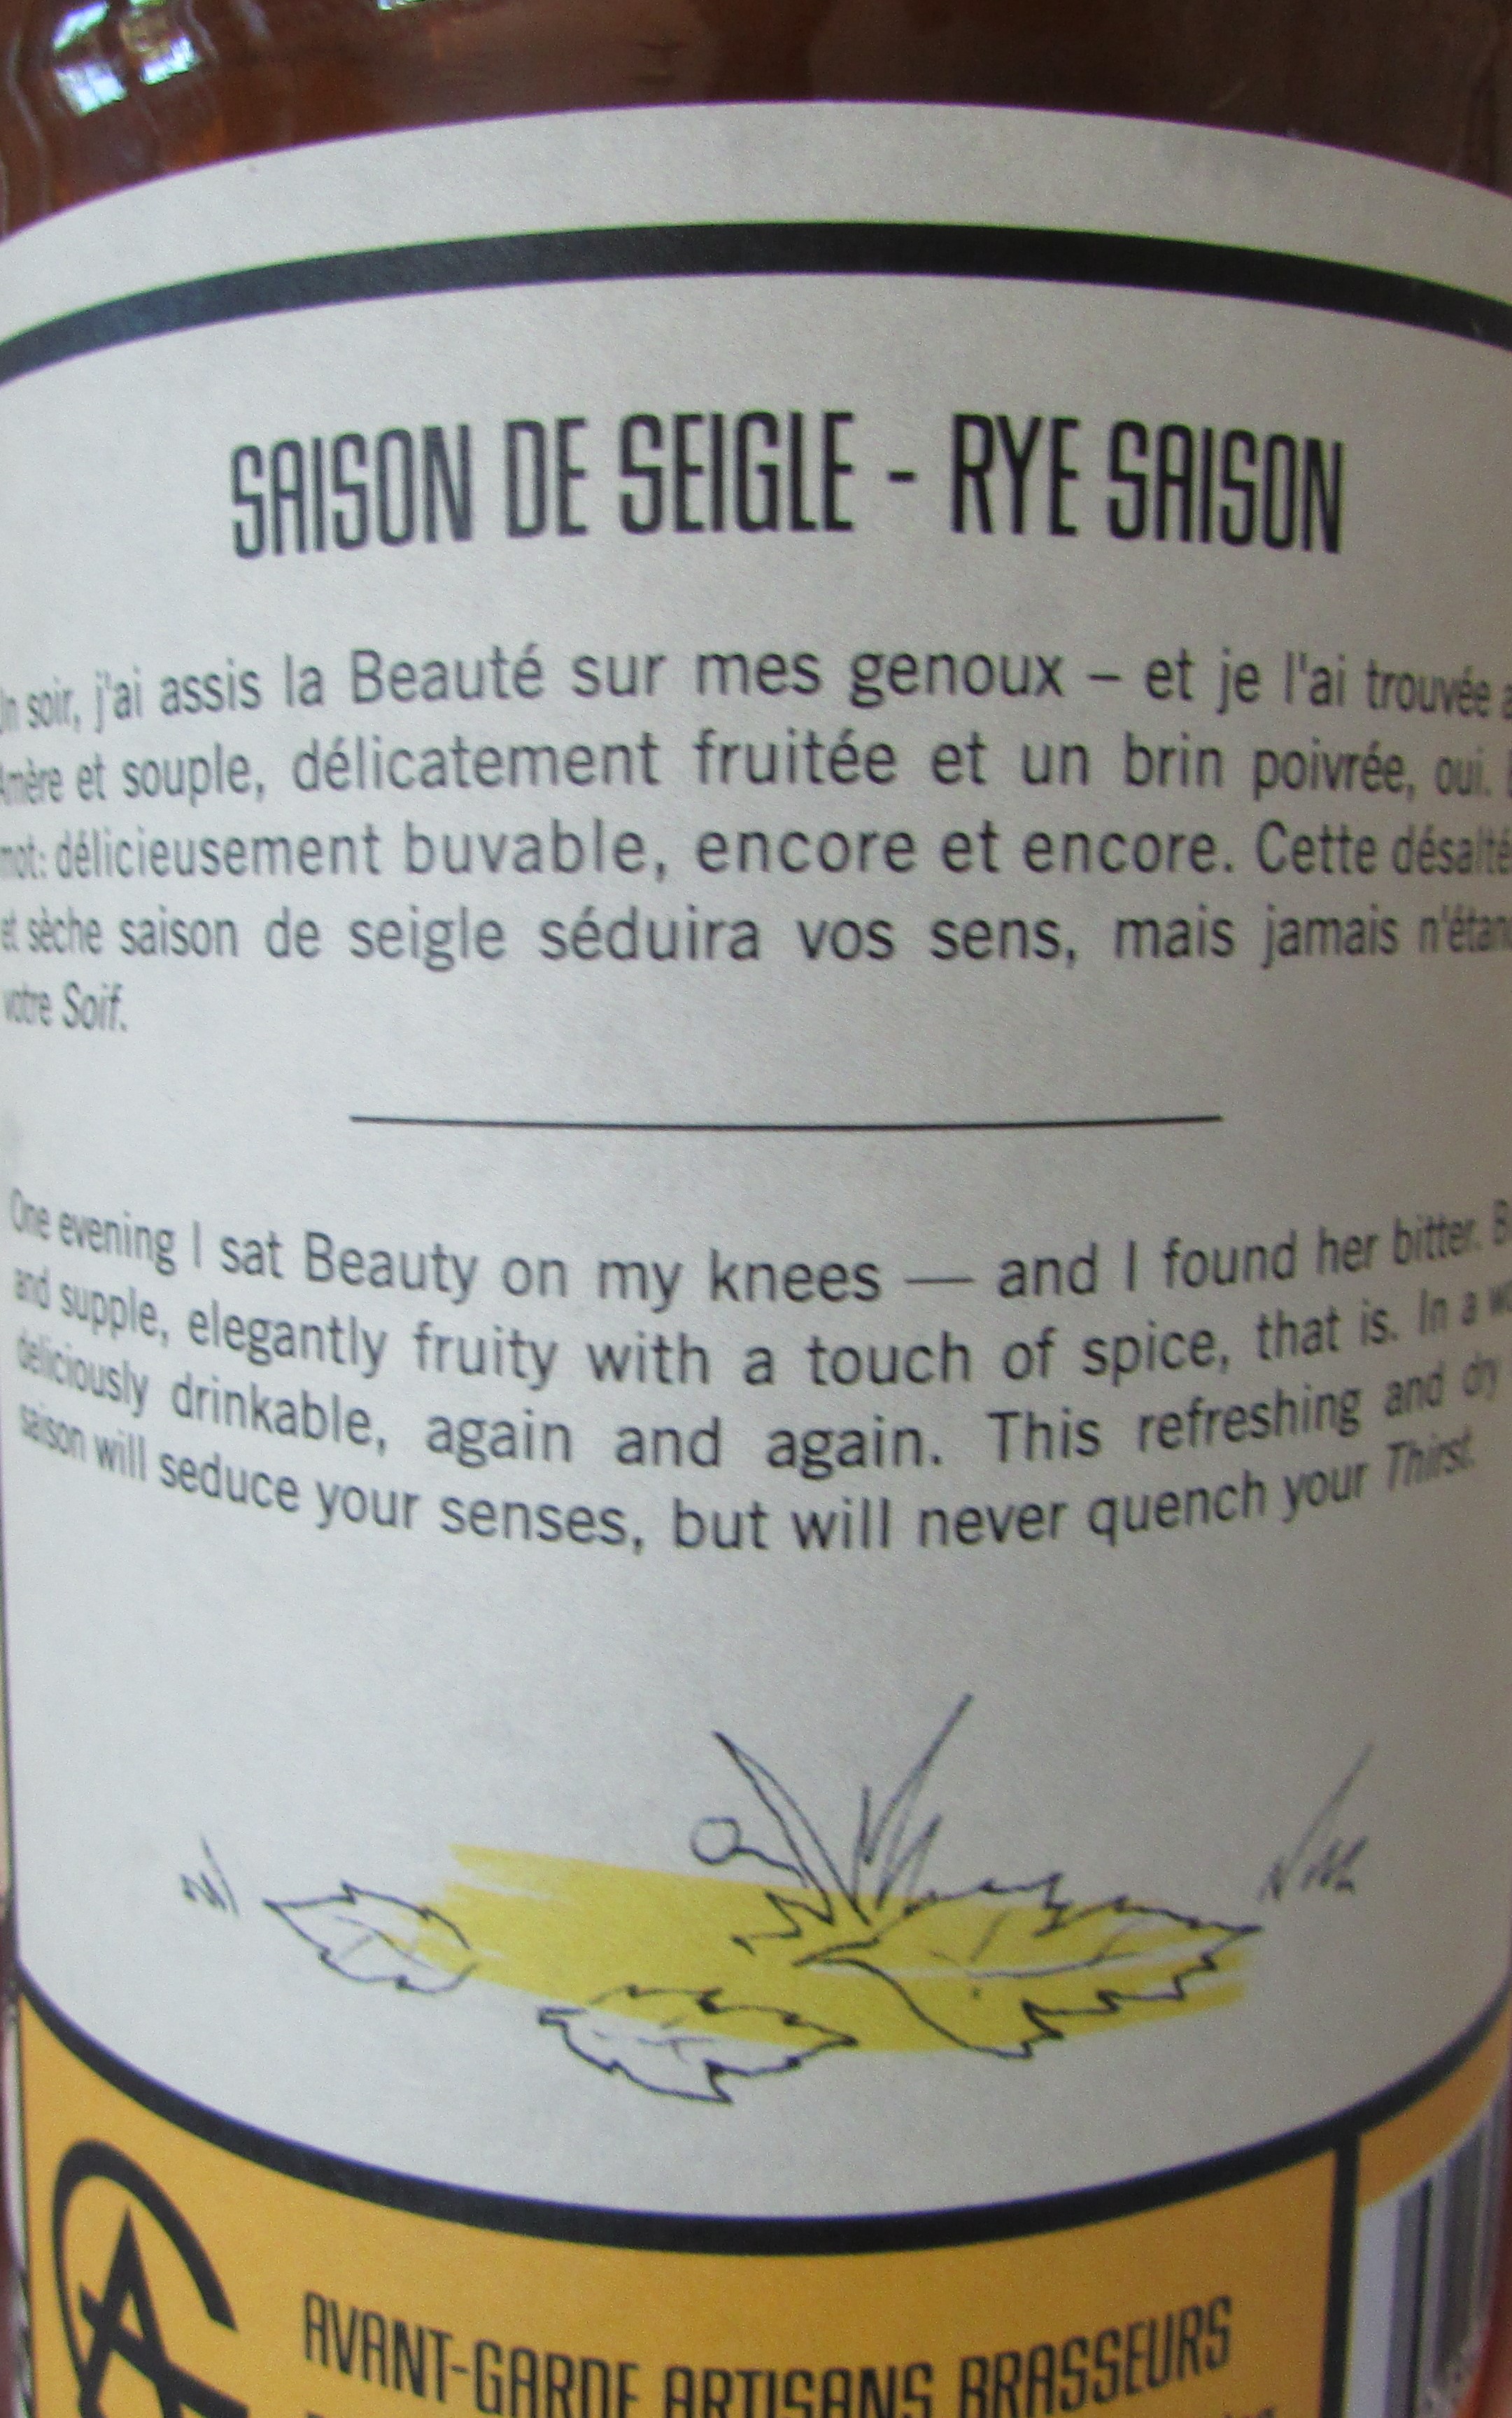 SAISON DE SEIGLE - RYE SAISON
Un soir, j'ai assis la Beauté sur mes genoux – et je l'ai trouvée
Amère et souple, délicatement fruitée et un brin poivrée, oui.
mot: délicieusement buvable, encore et encore. Cette
et sèche saison de seigle séduira vos sens, mais jamais
votre Soif.
One evening I sat Beauty on my knees — and I found her bitter.
and supple, elegantly fruity with a touch of spice, that is. In a
deliciously drinkable, again and again. This refreshing and dry
saison will seduce your senses, but will never quench your Thirst.
AVANT-GARDE ARTISANS BRASSEURS